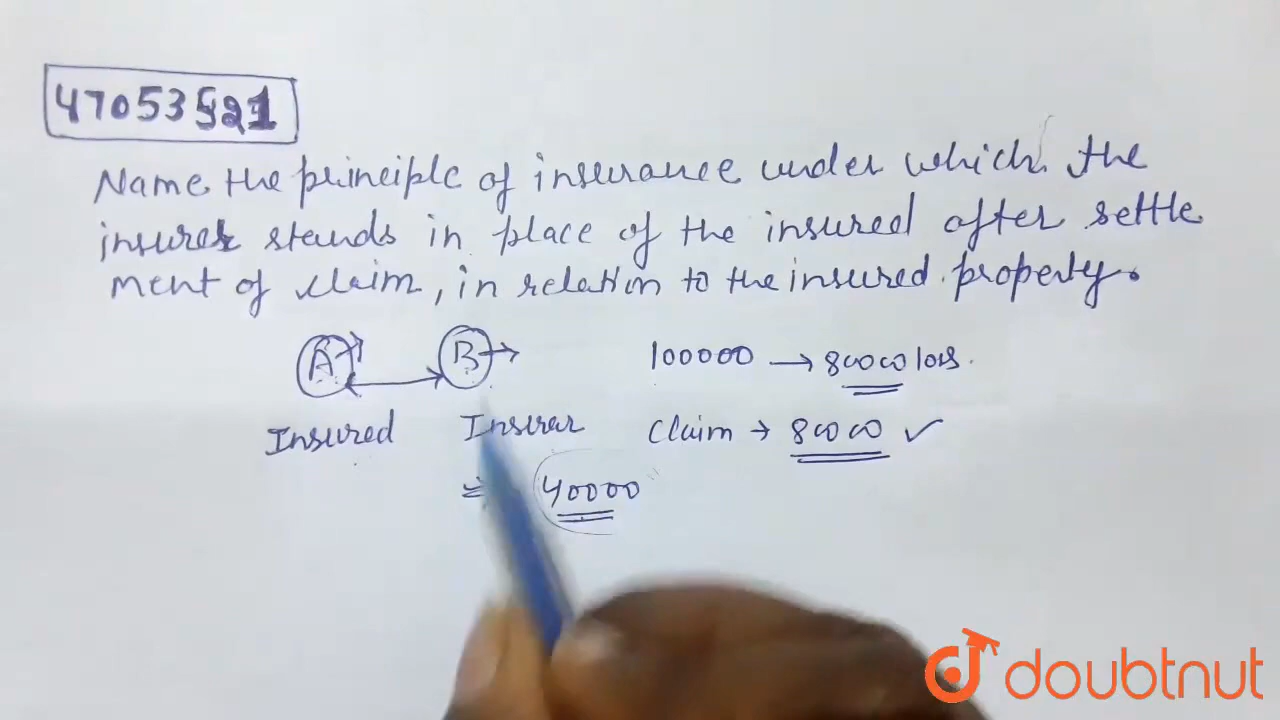 47053521
Name the principle of insurance under which the
insurer stands in place of the insured after settle
ment of claim, in relation to the insured property.
A B 100000 → 80000 loss.
Insured Insurer Claim → 80000 ✓
40000
doubtnut